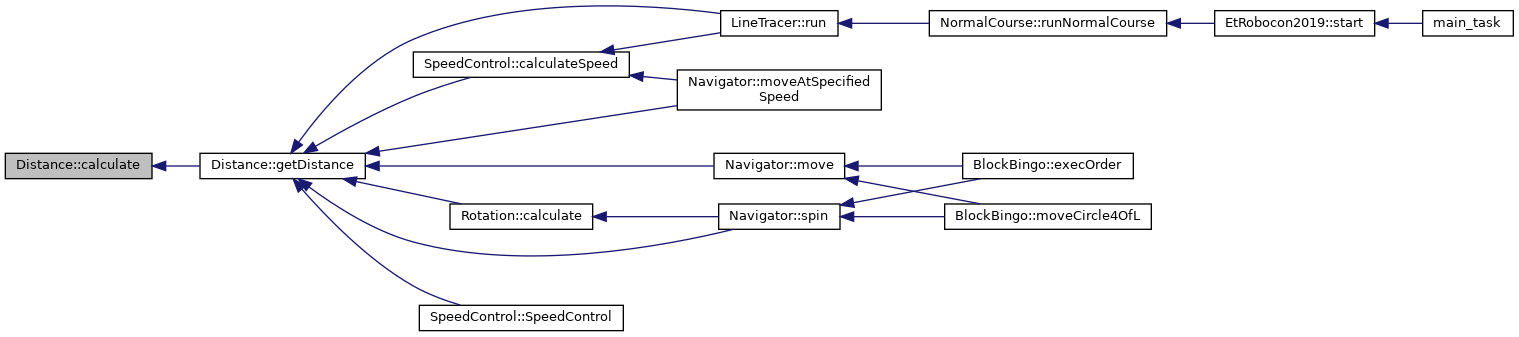 LineTracer::run
NormalCourse::runNormalCourse
EtRobocon2019::start
main_task
SpeedControl::calculateSpeed
Navigator::moveAtSpecified
Speed
Distance::calculate
Distance::getDistance
Navigator::move
BlockBingo::execOrder
Rotation::calculate
Navigator::spin
BlockBingo::moveCircle4OfL
SpeedControl::SpeedControl